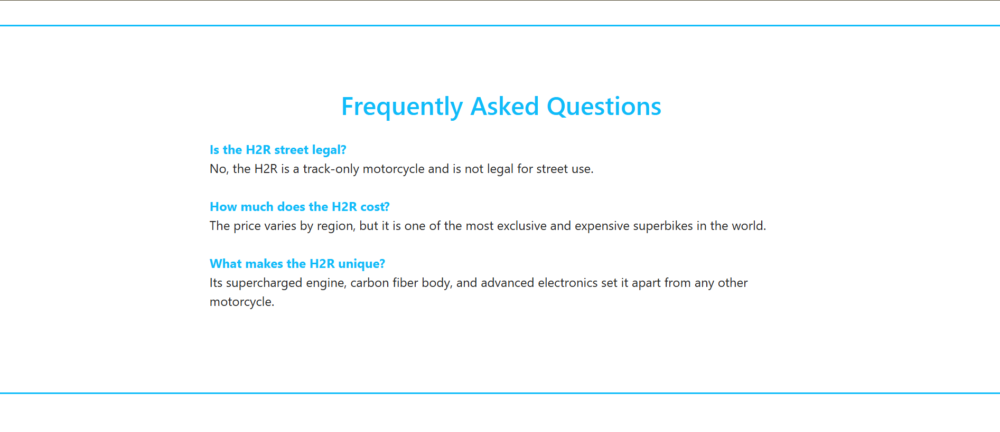 Frequently Asked Questions
Is the H2R street legal?
No, the H2R is a track-only motorcycle and is not legal for street use.
How much does the H2R cost?
The price varies by region, but it is one of the most exclusive and expensive superbikes in the world.
What makes the H2R unique?
Its supercharged engine, carbon fiber body, and advanced electronics set it apart from any other
motorcycle.